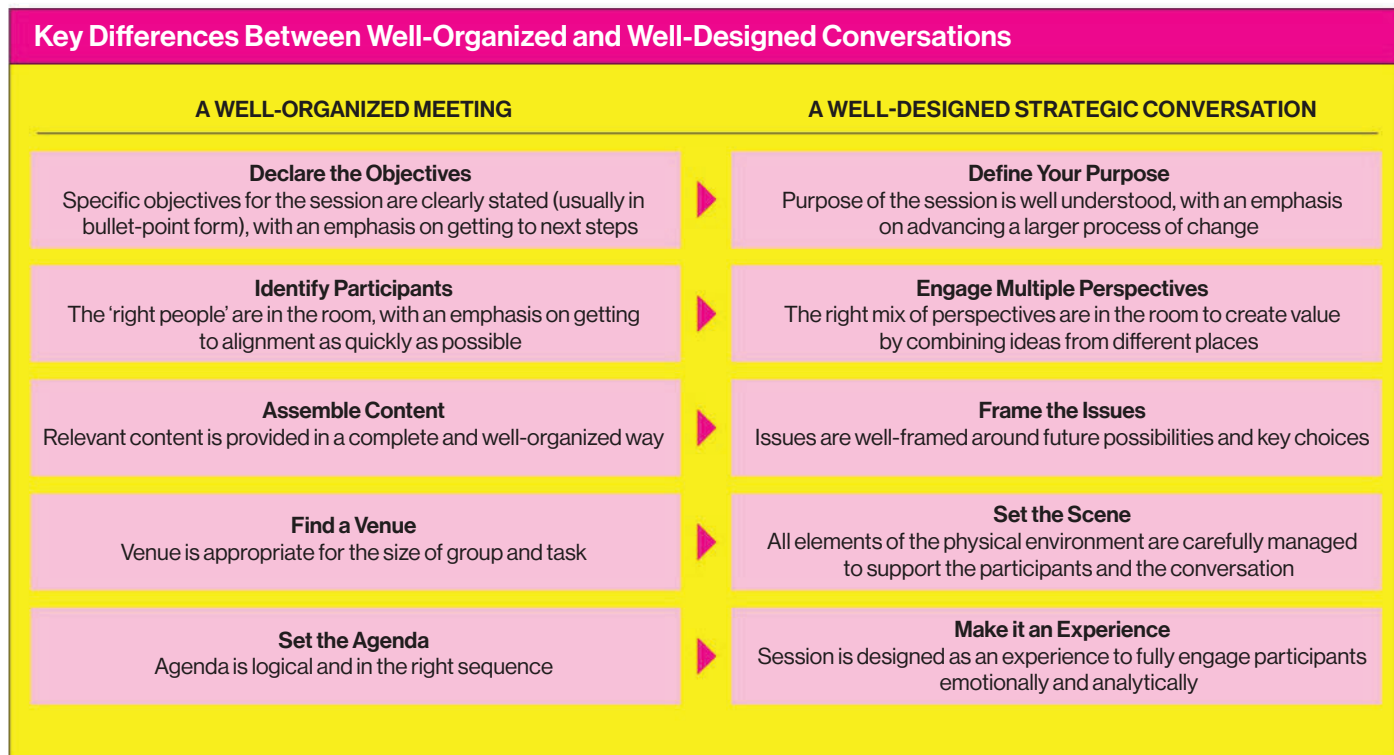 Key Differences Between Well-Organized and Well-Designed Conversations
A WELL-ORGANIZED MEETING
A WELL-DESIGNED STRATEGIC CONVERSATION
Declare the Objectives
Specific objectives for the session are clearly stated (usually in
bullet-point form), with an emphasis on getting to next steps
Define Your Purpose
Purpose of the session is well understood, with an emphasis
on advancing a larger process of change
Identify Participants
The ‘right people’ are in the room, with an emphasis on getting
to alignment as quickly as possible
Engage Multiple Perspectives
The right mix of perspectives are in the room to create value
by combining ideas from different places
Assemble Content
Relevant content is provided in a complete and well-organized way
Frame the Issues
Issues are well-framed around future possibilities and key choices
Find a Venue
Venue is appropriate for the size of group and task
Set the Scene
All elements of the physical environment are carefully managed
to support the participants and the conversation
Set the Agenda
Agenda is logical and in the right sequence
Make it an Experience
Session is designed as an experience to fully engage participants
emotionally and analytically